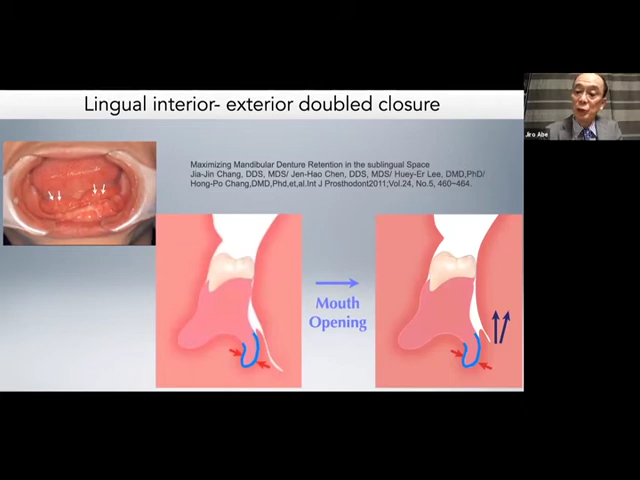 Lingual interior- exterior doubled closure
Jiro Abe
Maximizing Mandibular Denture Retention in the sublingual Space
Jia-Jin Chang, DDS, MDS/ Jen-Hao Chen, DDS, MDS/ Huey-Er Lee, DMD,PhD/
Hong-Po Chang,DMD,Phd,et,al.Int J Prosthodont2011;Vol.24, No.5, 460~464.
Mouth
Opening